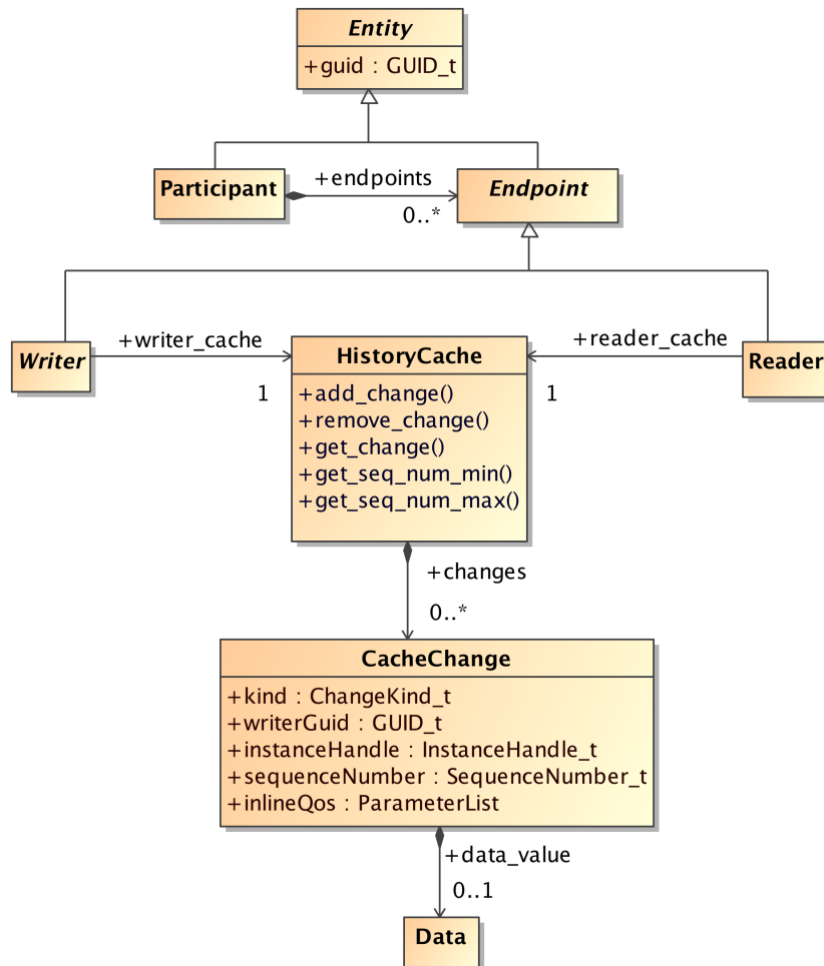 Entity
+guid : GUID_t
Participant
+endpoints
0..*
Endpoint
Writer
+writer_cache
1
HistoryCache
+add_change()
+remove_change()
+get_change()
+get_seq_num_min()
+get_seq_num_max()
+reader_cache
1
Reader
+changes
0..*
CacheChange
+kind : ChangeKind_t
+writerGuid : GUID_t
+instanceHandle : InstanceHandle_t
+sequenceNumber : SequenceNumber_t
+inlineQos : ParameterList
+data_value
0..1
Data